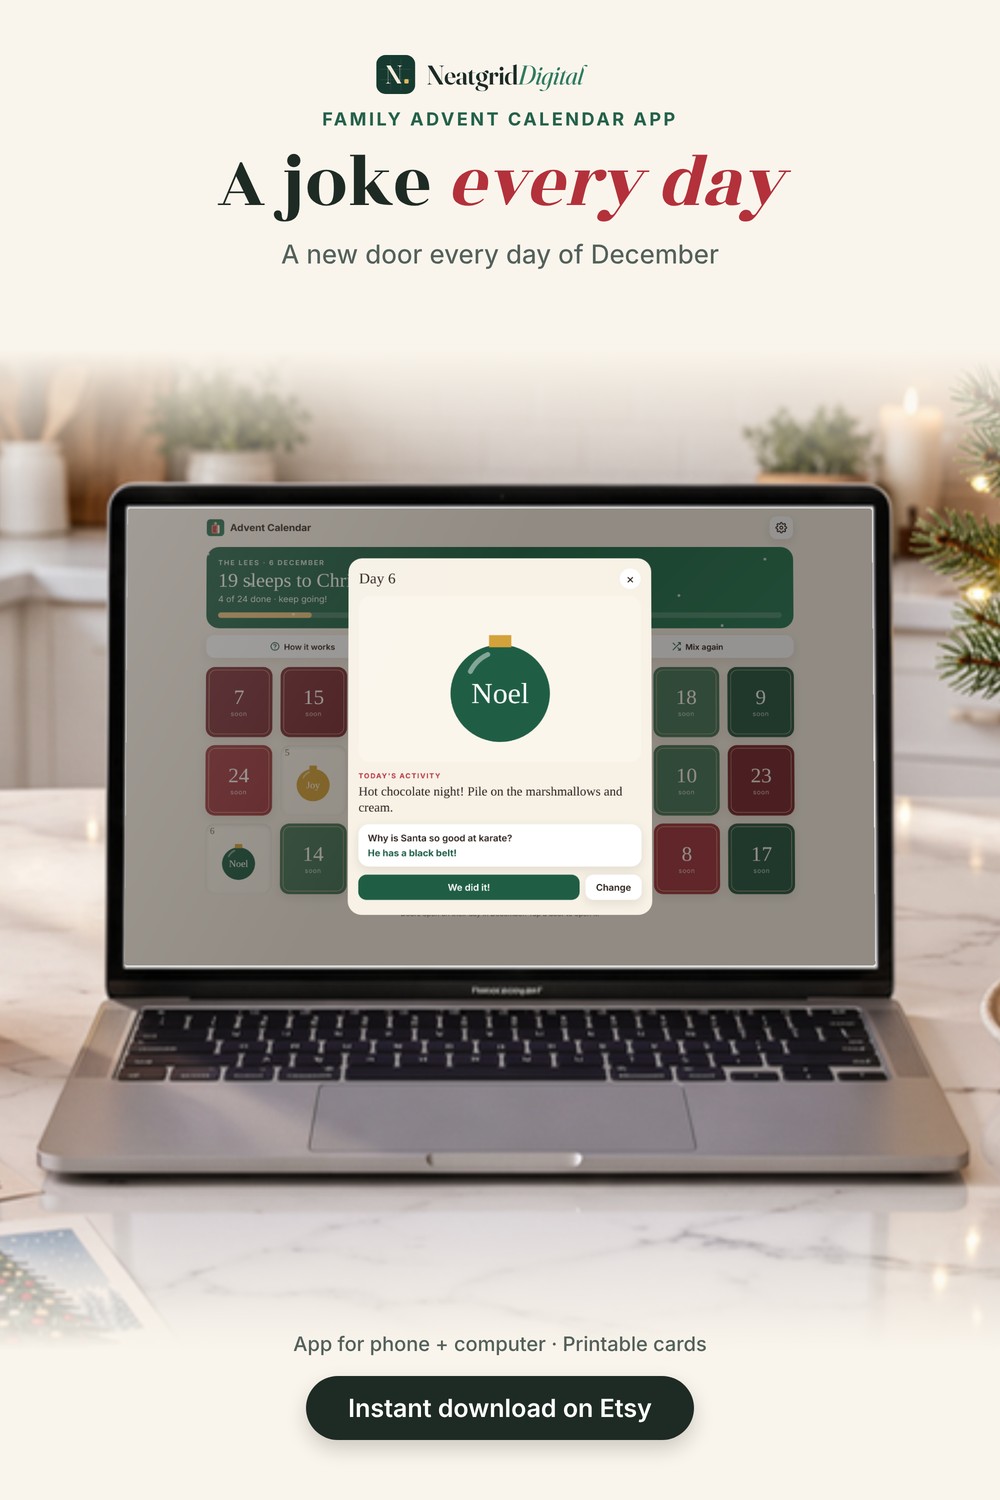 N.
NeatgridDigital
FAMILY ADVENT CALENDAR APP
A joke every day
A new door every day of December
Advent Calendar
THE LEES · 6 DECEMBER
19 sleeps to Chr
4 of 24 done · keep going!
How it works
Mix again
Day 6
×
Noel
TODAY'S ACTIVITY
Hot chocolate night! Pile on the marshmallows and
cream.
Why is Santa so good at karate?
He has a black belt!
We did it!
Change
7
soon
15
soon
18
soon
9
soon
24
soon
5
Joy
10
soon
23
soon
6
Noel
14
soon
8
soon
17
soon
App for phone + computer · Printable cards
Instant download on Etsy